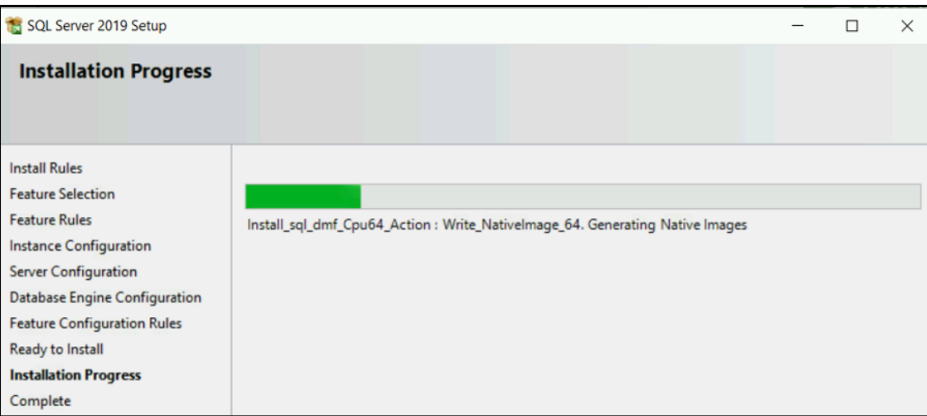 SQL Server 2019 Setup
Installation Progress
Install Rules
Feature Selection
Feature Rules
Instance Configuration
Server Configuration
Database Engine Configuration
Feature Configuration Rules
Ready to Install
Installation Progress
Complete
Install_sql_dmf_Cpu64_Action : Write_NativeImage_64. Generating Native Images